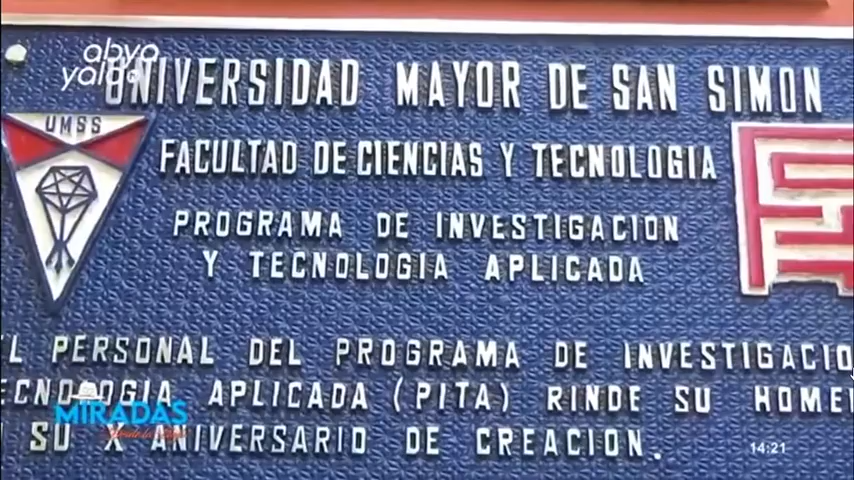 abya yala
UNIVERSIDAD MAYOR DE SAN SIMON
UMSS
FACULTAD DE CIENCIAS Y TECNOLOGIA
PROGRAMA DE INVESTIGACION
Y TECNOLOGIA APLICADA
EL PERSONAL DEL PROGRAMA DE INVESTIGACIO
ECNOLOGIA APLICADA (PITA) RINDE SU HOME
SU X ANIVERSARIO DE CREACION.
MIRADAS
14:21